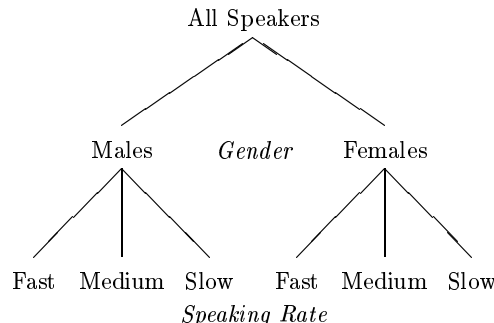 All Speakers
Males Gender Females
Fast Medium Slow Fast Medium Slow
Speaking Rate